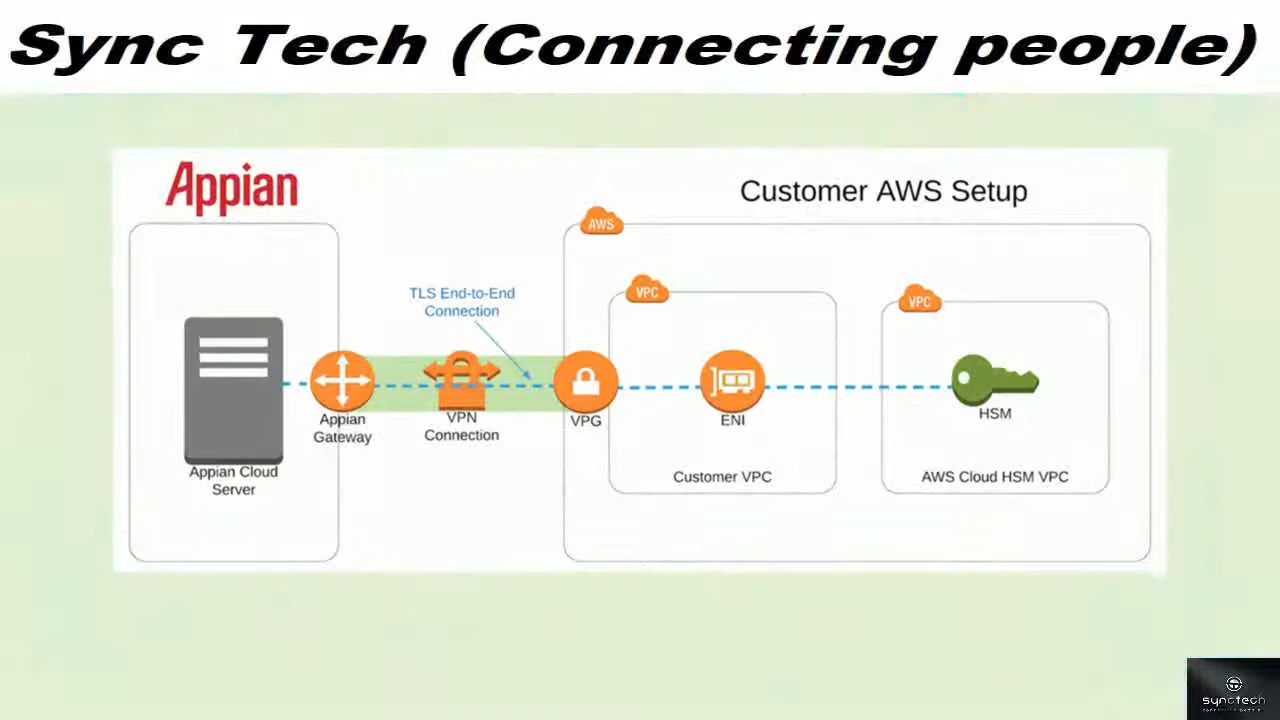 Sync Tech (Connecting people)
Appian
Customer AWS Setup
AWS
TLS End-to-End
Connection
VPC
VPC
Appian
Gateway
VPN
Connection
VPG
ENI
HSM
Appian Cloud
Server
Customer VPC
AWS Cloud HSM VPC
synctech